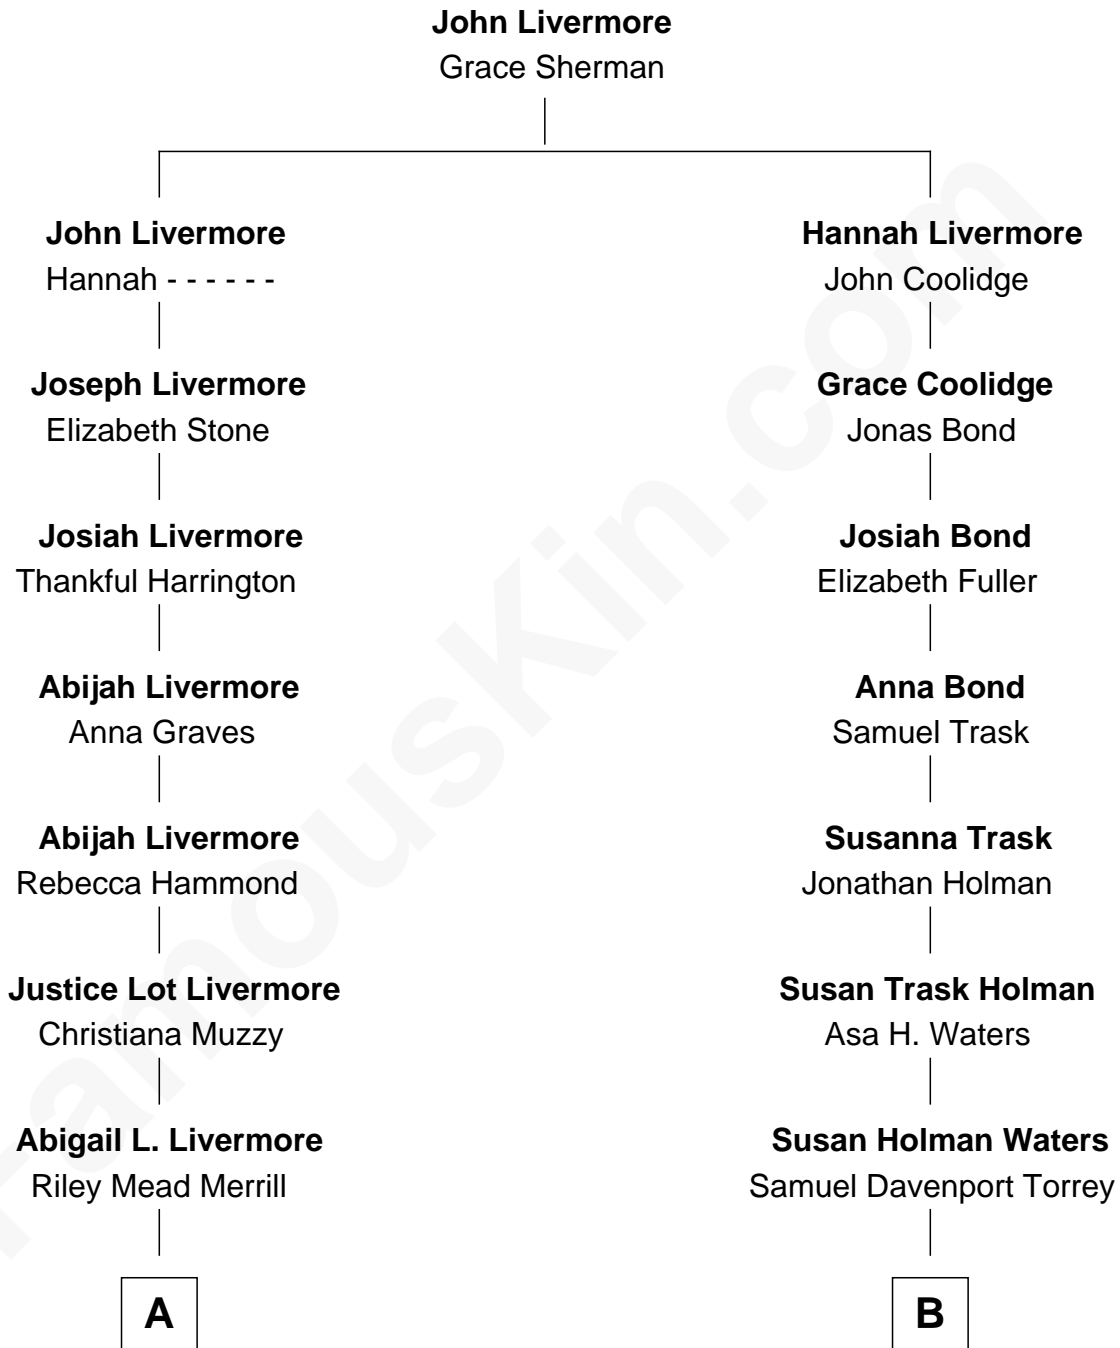 John Livermore
Grace Sherman
John Livermore
Hannah - - - - - -
Hannah Livermore
John Coolidge
Joseph Livermore
Elizabeth Stone
Grace Coolidge
Jonas Bond
Josiah Livermore
Thankful Harrington
Josiah Bond
Elizabeth Fuller
Abijah Livermore
Anna Graves
Anna Bond
Samuel Trask
Abijah Livermore
Rebecca Hammond
Susanna Trask
Jonathan Holman
Justice Lot Livermore
Christiana Muzzy
Susan Trask Holman
Asa H. Waters
Abigail L. Livermore
Riley Mead Merrill
Susan Holman Waters
Samuel Davenport Torrey
A
B
FamousKin.com